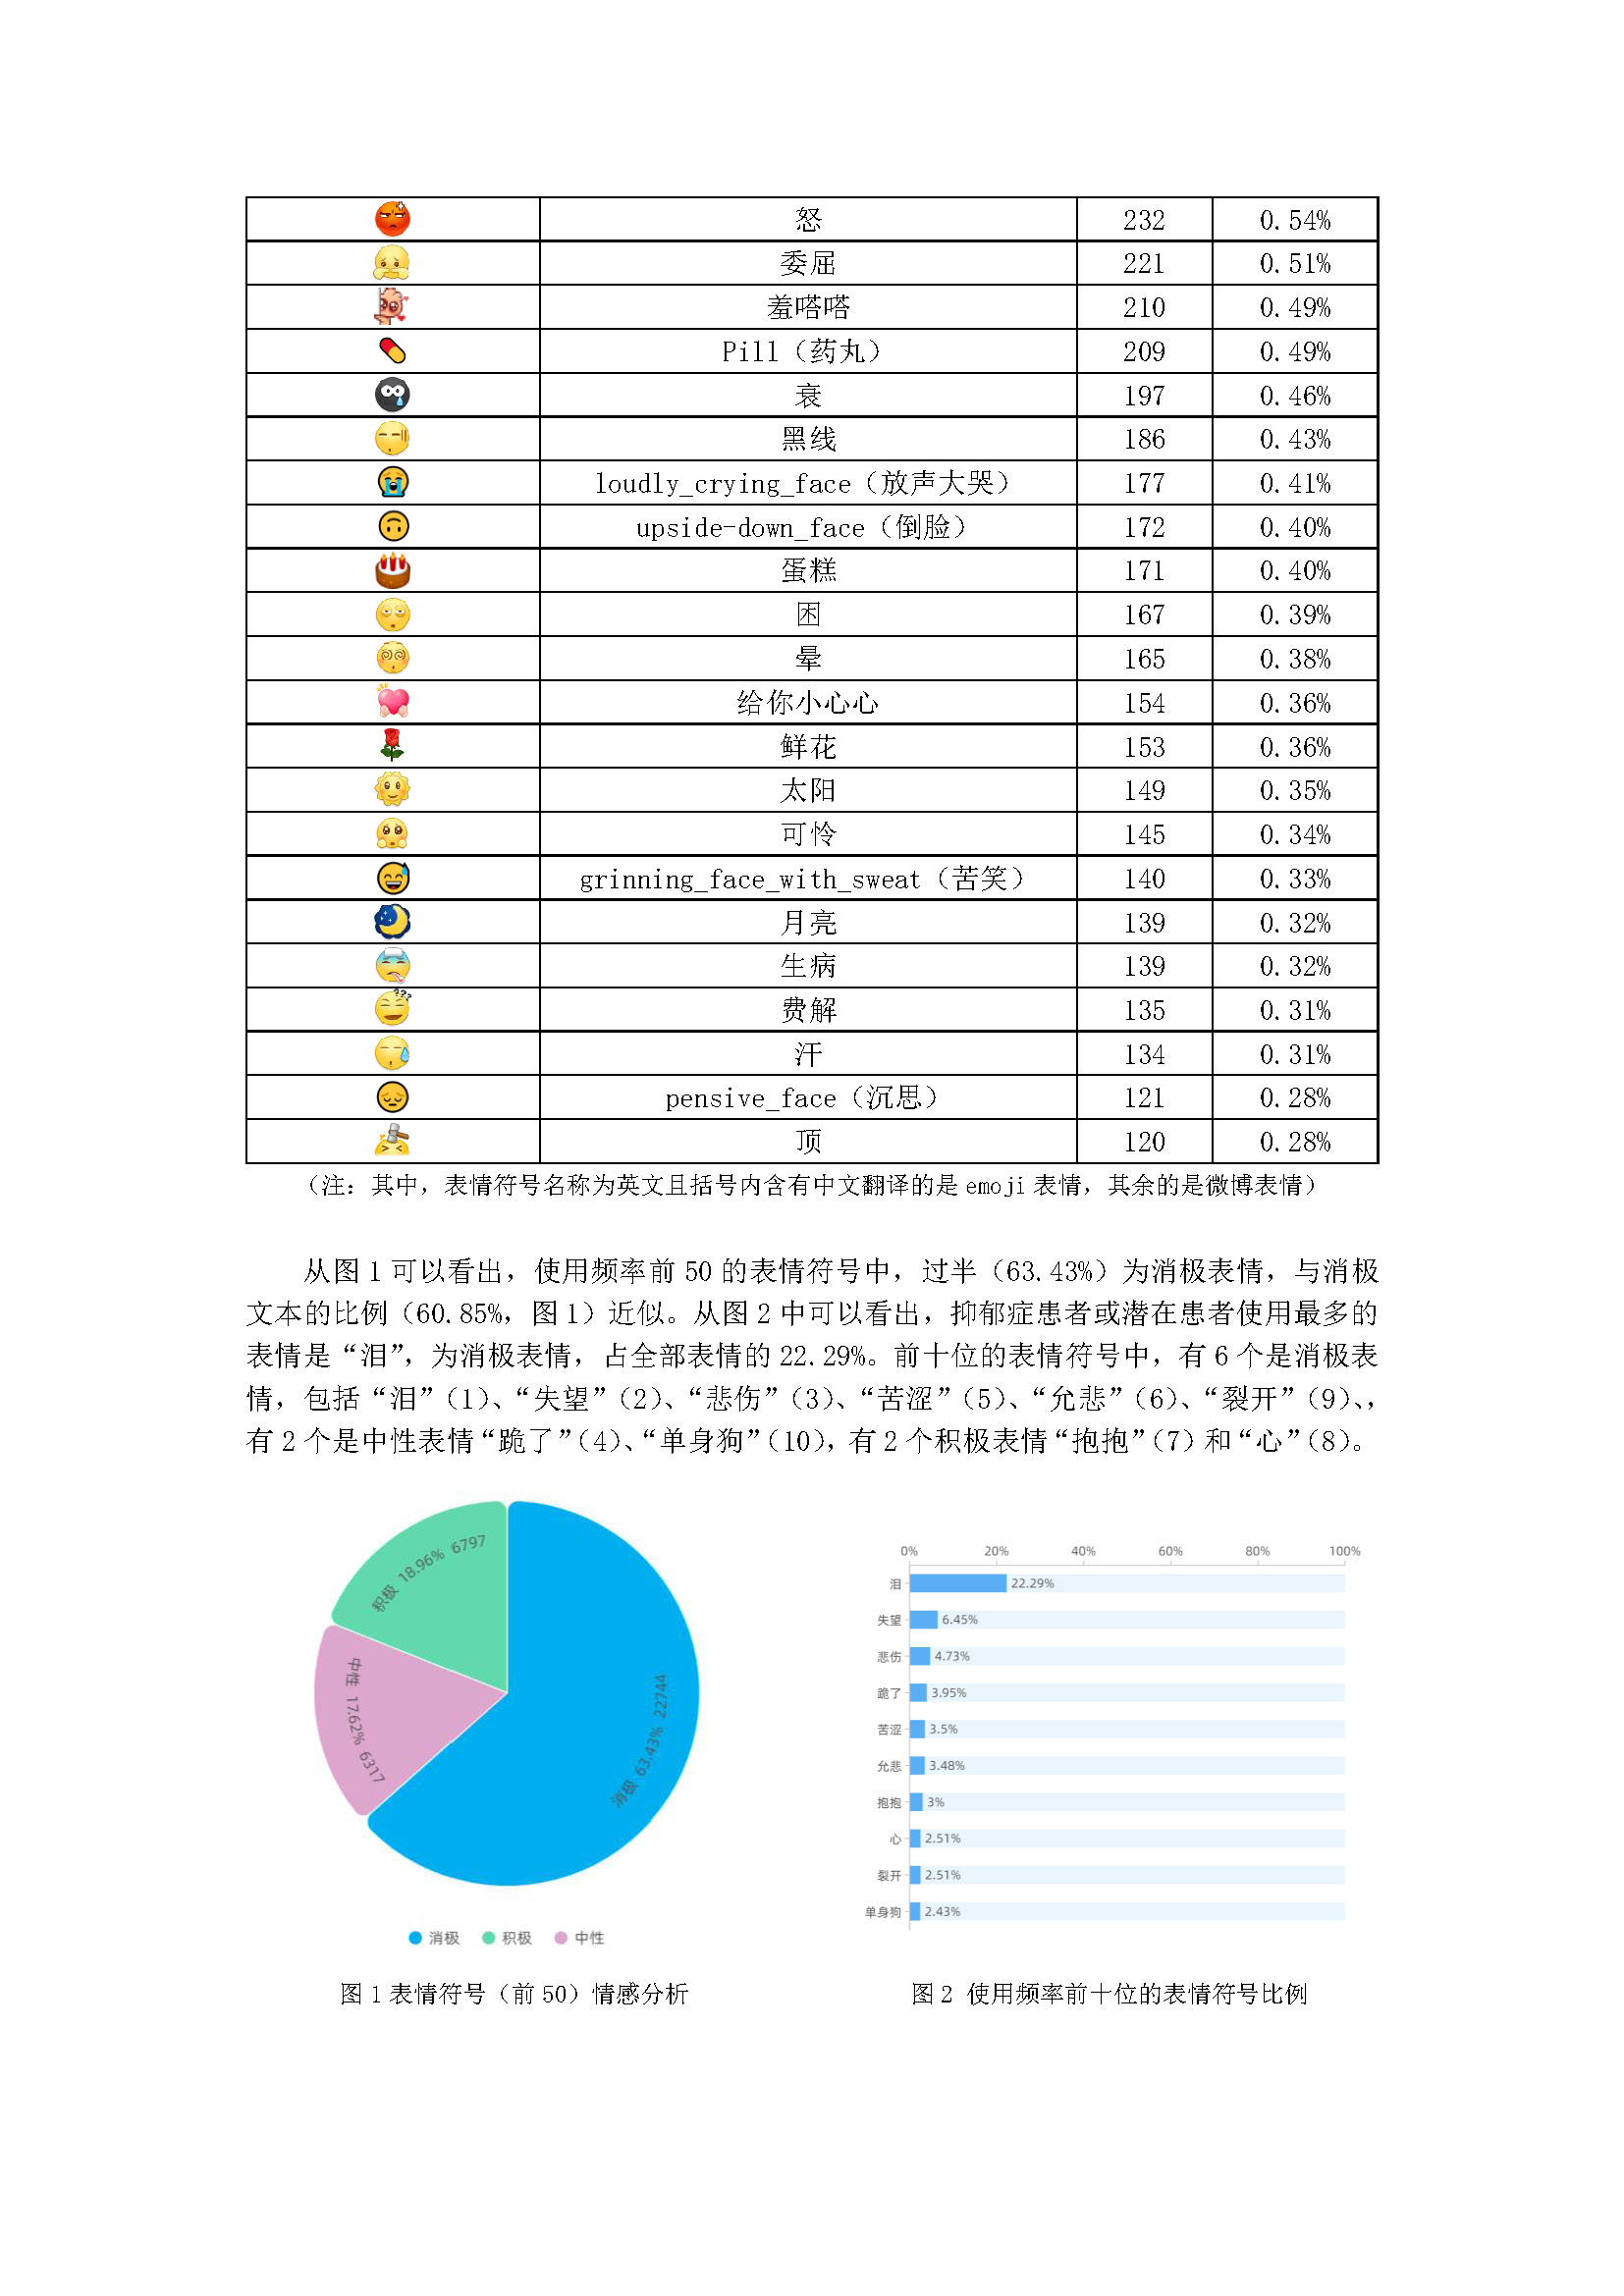 怒 232 0.54%
委屈 221 0.51%
羞嗒嗒 210 0.49%
Pill（药丸） 209 0.49%
衰 197 0.46%
黑线 186 0.43%
loudly_crying_face（放声大哭） 177 0.41%
upside-down_face（倒脸） 172 0.40%
蛋糕 171 0.40%
困 167 0.39%
晕 165 0.38%
给你小心心 154 0.36%
鲜花 153 0.36%
太阳 149 0.35%
可怜 145 0.34%
grinning_face_with_sweat（苦笑） 140 0.33%
月亮 139 0.32%
生病 139 0.32%
费解 135 0.31%
汗 134 0.31%
pensive_face（沉思） 121 0.28%
顶 120 0.28%
（注：其中，表情符号名称为英文且括号内含有中文翻译的是 emoji 表情，其余的是微博表情）
从图 1 可以看出，使用频率前 50 的表情符号中，过半（63.43%）为消极表情，与消极
文本的比例（60.85%，图 1）近似。从图 2 中可以看出，抑郁症患者或潜在患者使用最多的
表情是“泪”，为消极表情，占全部表情的 22.29%。前十位的表情符号中，有 6 个是消极表
情，包括“泪”（1）、“失望”（2）、“悲伤”（3）、“苦涩”（5）、“允悲”（6）、“裂开”（9）、，
有 2 个是中性表情“跪了”（4）、“单身狗”（10），有 2 个积极表情“抱抱”（7）和“心”（8）。
积极 18.96% 6797
中性 17.62% 6317
消极 63.43% 22744
消极 积极 中性
图 1 表情符号（前 50）情感分析
0% 20% 40% 60% 80% 100%
泪 22.29%
失望 6.45%
悲伤 4.73%
跪了 3.95%
苦涩 3.5%
允悲 3.48%
抱抱 3%
心 2.51%
裂开 2.51%
单身狗 2.43%
图 2 使用频率前十位的表情符号比例